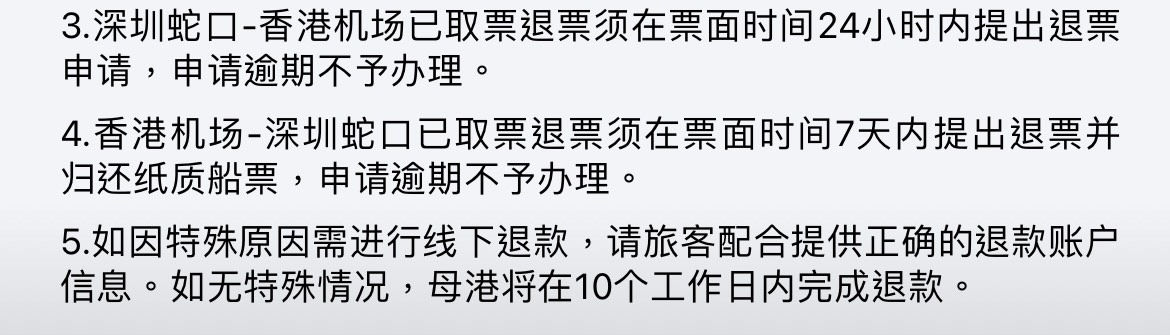 3.深圳蛇口-香港机场已取票退票须在票面时间24小时内提出退票
申请，申请逾期不予办理。
4.香港机场-深圳蛇口已取票退票须在票面时间7天内提出退票并
归还纸质船票，申请逾期不予办理。
5.如因特殊原因需进行线下退款，请旅客配合提供正确的退款账户
信息。如无特殊情况，母港将在10个工作日内完成退款。